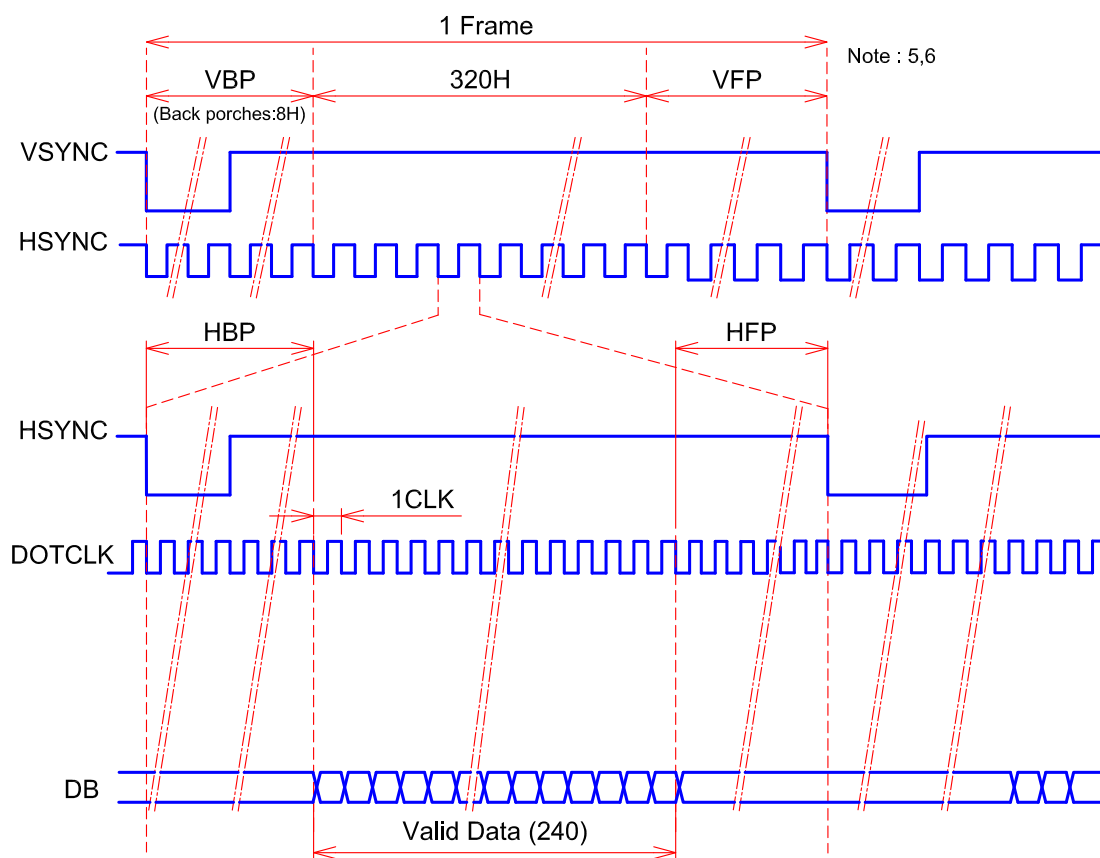 1 Frame
Note : 5,6
VBP
320H
VFP
(Back porches:8H)
VSYNC
HSYNC
HBP
HFP
HSYNC
1CLK
DOTCLK
DB
Valid Data (240)